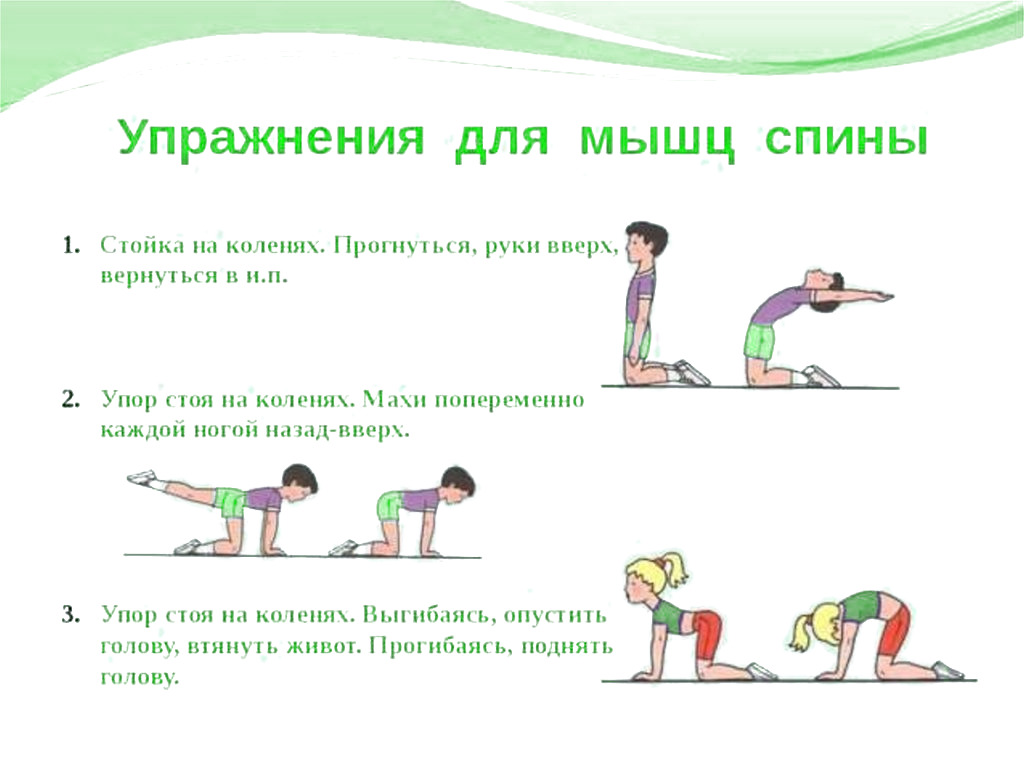 Упражнения для мышц спины
1. Стойка на коленях. Прогнуться, руки вверх,
вернуться в и.п.
2. Упор стоя на коленях. Махи попеременно
каждой ногой назад-вверх.
3. Упор стоя на коленях. Выгибаясь, опустить
голову, втянуть живот. Прогибаясь, поднять
голову.